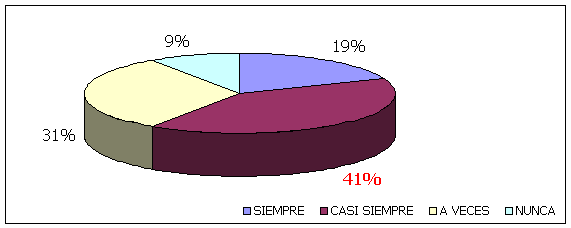 9%
19%
31%
41%
SIEMPRE CASI SIEMPRE A VECES NUNCA